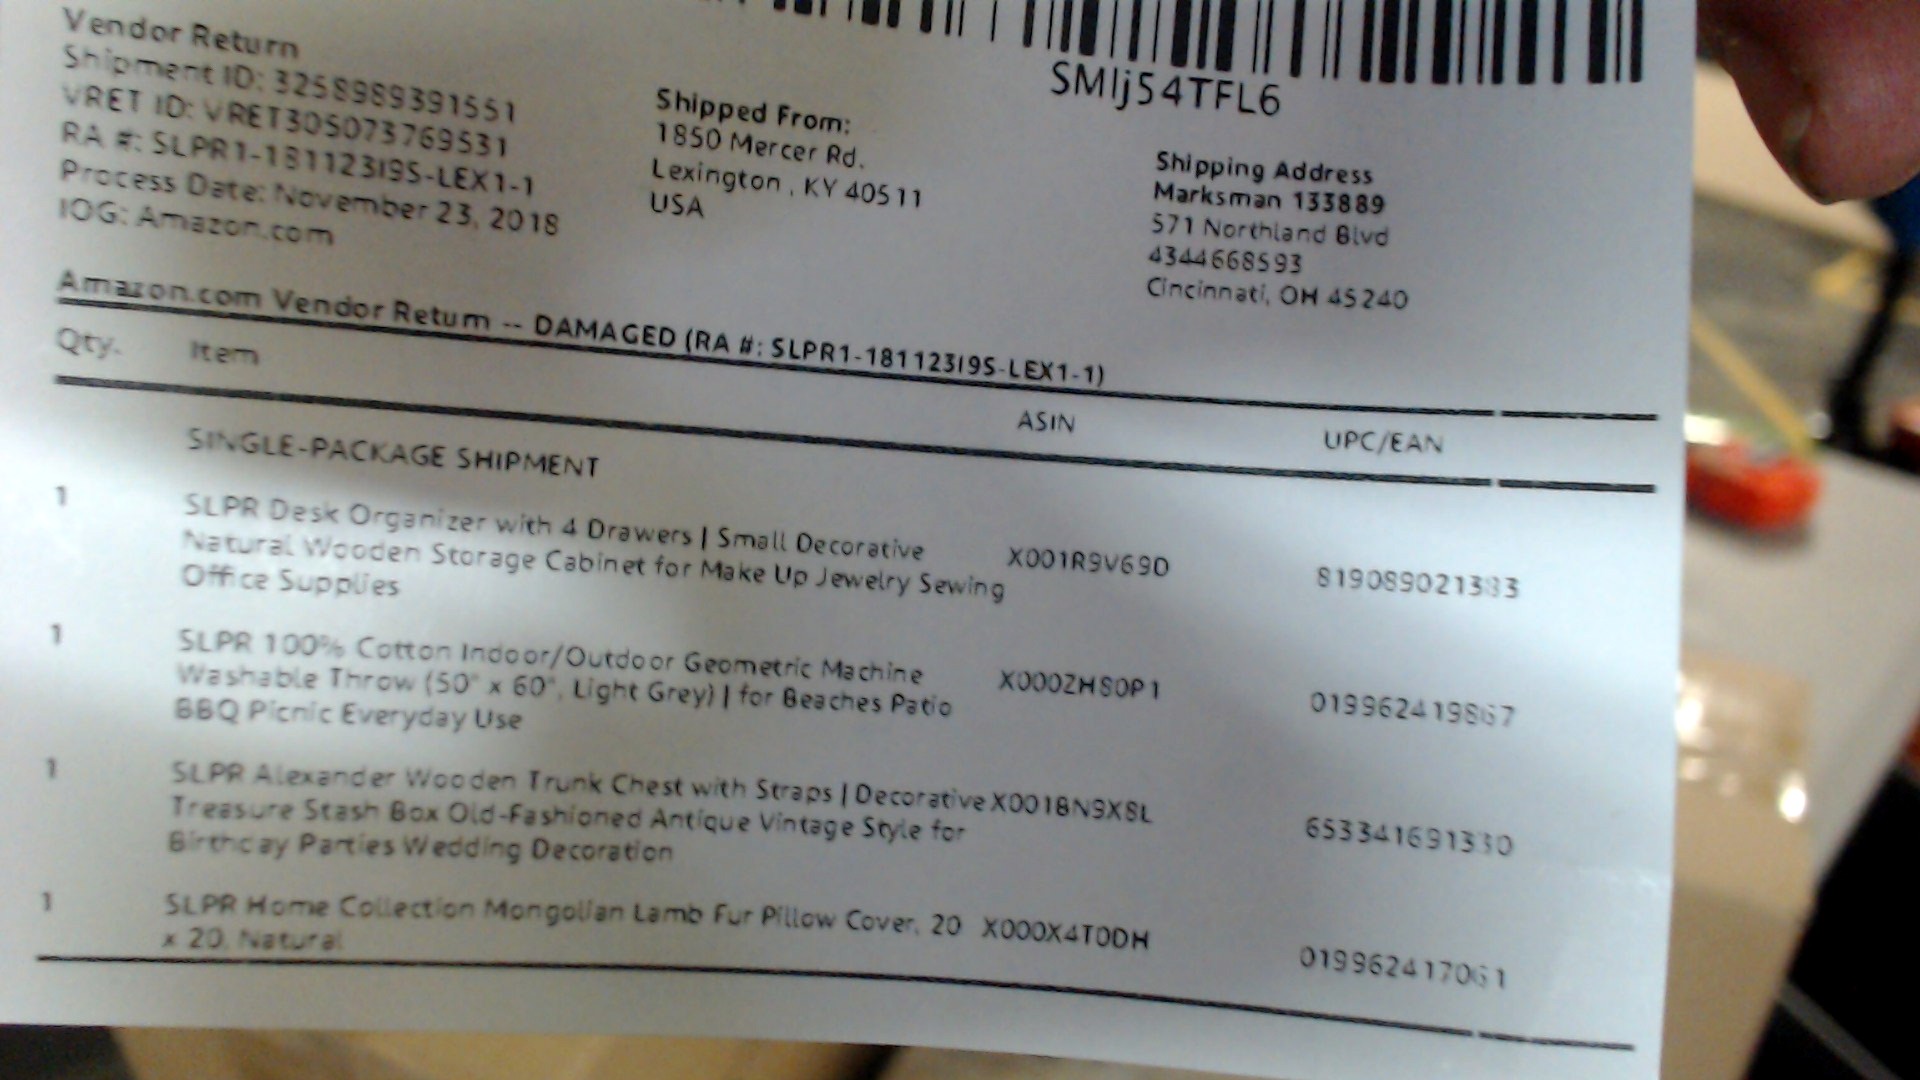 Vendor Return
Shipment ID: 3258989391551
VRET ID: VRET305073769531
RA #: SLPR1-181123I9S-LEX1-1
Process Date: November 23, 2018
IOG: Amazon.com
Shipped From:
1850 Mercer Rd.
Lexington , KY 40511
USA
SMIj54TFL6
Shipping Address
Marksman 133889
571 Northland Blvd
4344668593
Cincinnati, OH 45240
Amazon.com Vendor Return -- DAMAGED (RA #: SLPR1-181123I9S-LEX1-1)
Qty. Item ASIN UPC/EAN
SINGLE-PACKAGE SHIPMENT
1 SLPR Desk Organizer with 4 Drawers | Small Decorative X001R9V69D
Natural Wooden Storage Cabinet for Make Up Jewelry Sewing
Office Supplies
1 SLPR 100% Cotton Indoor/Outdoor Geometric Machine X000ZHS0P1 019962419867
Washable Throw (50" x 60", Light Grey) | for Beaches Patio
BBQ Picnic Everyday Use
1 SLPR Alexander Wooden Trunk Chest with Straps | Decorative X001BN9X8L 653341691330
Treasure Stash Box Old-Fashioned Antique Vintage Style for
Birthday Parties Wedding Decoration
1 SLPR Home Collection Mongolian Lamb Fur Pillow Cover, 20 X000X4T0DH 019962417061
x 20, Natural